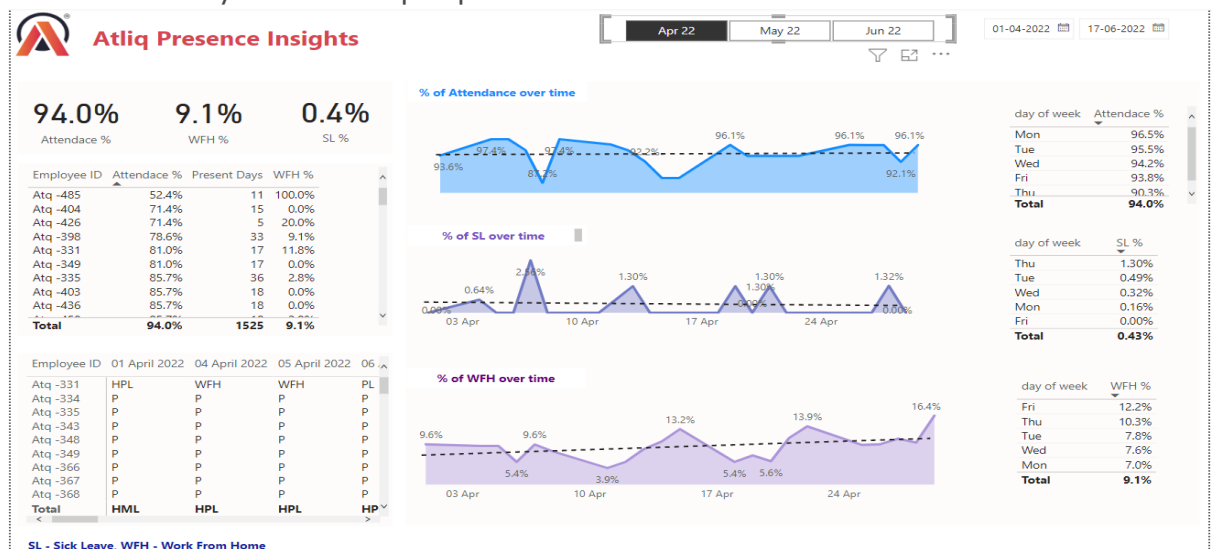 Atliq Presence Insights
Apr 22
May 22
Jun 22
01-04-2022
17-06-2022
94.0%
Attendace %
9.1%
WFH %
0.4%
SL %
Employee ID Attendace % Present Days WFH %
Atq -485 52.4% 11 100.0%
Atq -404 71.4% 15 0.0%
Atq -426 71.4% 5 20.0%
Atq -398 78.6% 33 9.1%
Atq -331 81.0% 17 11.8%
Atq -349 81.0% 17 0.0%
Atq -335 85.7% 36 2.8%
Atq -403 85.7% 18 0.0%
Atq -436 85.7% 18 0.0%
Total 94.0% 1525 9.1%
Employee ID 01 April 2022 04 April 2022 05 April 2022 06
Atq -331 HPL WFH WFH PL
Atq -334 P P P P
Atq -335 P P P P
Atq -343 P P P P
Atq -348 P P P P
Atq -349 P P P P
Atq -366 P P P P
Atq -367 P P P P
Atq -368 P P P P
Total HML HPL HPL HP
SL - Sick Leave, WFH - Work From Home
% of Attendance over time
93.6%
97.4%
87.2%
97.4%
92.2%
96.1%
96.1%
92.1%
96.1%
% of SL over time
0.00%
0.64%
2.56%
1.30%
1.30%
1.30%
0.00%
1.32%
0.00%
03 Apr
10 Apr
17 Apr
24 Apr
% of WFH over time
9.6%
5.4%
9.6%
3.9%
13.2%
5.4%
5.6%
13.9%
16.4%
03 Apr
10 Apr
17 Apr
24 Apr
day of week Attendace %
Mon 96.5%
Tue 95.5%
Wed 94.2%
Fri 93.8%
Thu 90.3%
Total 94.0%
day of week SL %
Thu 1.30%
Tue 0.49%
Wed 0.32%
Mon 0.16%
Fri 0.00%
Total 0.43%
day of week WFH %
Fri 12.2%
Thu 10.3%
Tue 7.8%
Wed 7.6%
Mon 7.0%
Total 9.1%